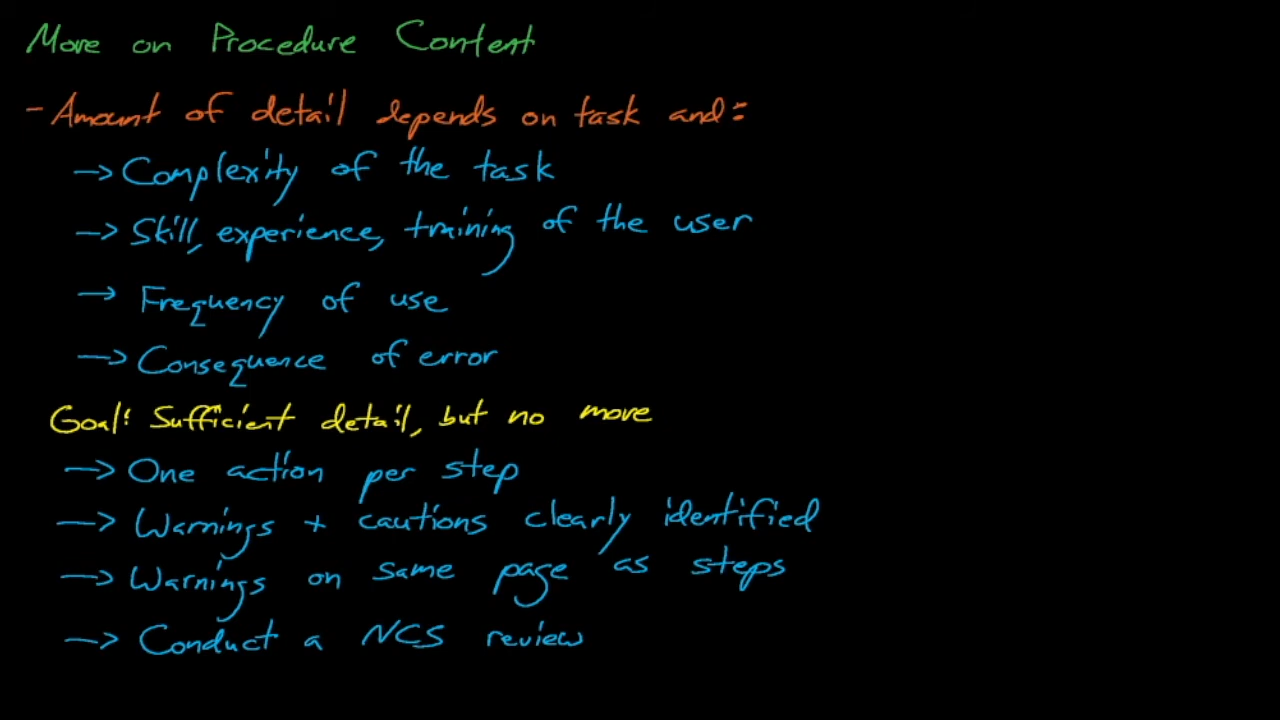 More on Procedure Content
- Amount of detail depends on task and:
→ Complexity of the task
→ Skill, experience, training of the user
→ Frequency of use
→ Consequence of error
Goal: Sufficient detail, but no more
→ One action per step
→ Warnings + cautions clearly identified
→ Warnings on same page as steps
→ Conduct a NCS review